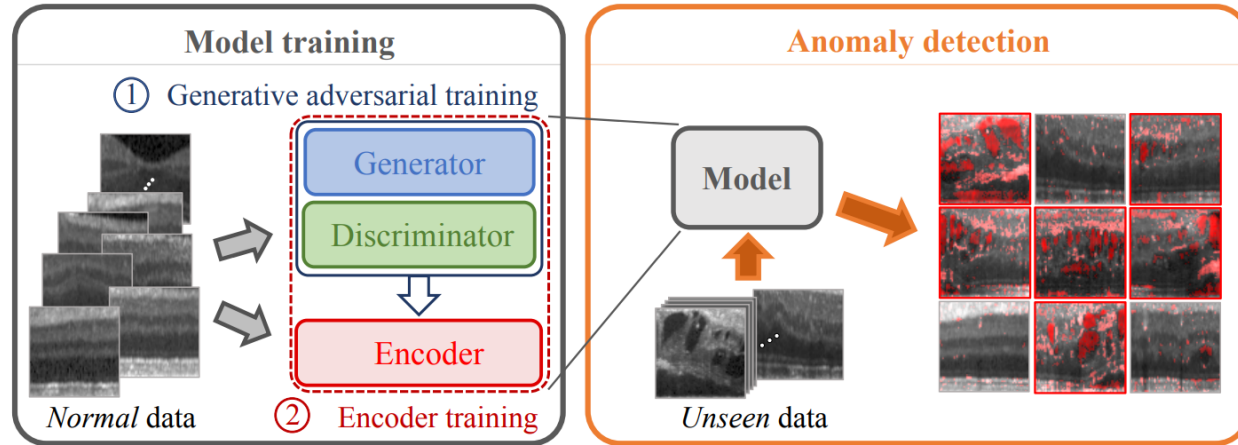 Model training
① Generative adversarial training
Generator
Discriminator
Encoder
Normal data
② Encoder training
Anomaly detection
Model
Unseen data